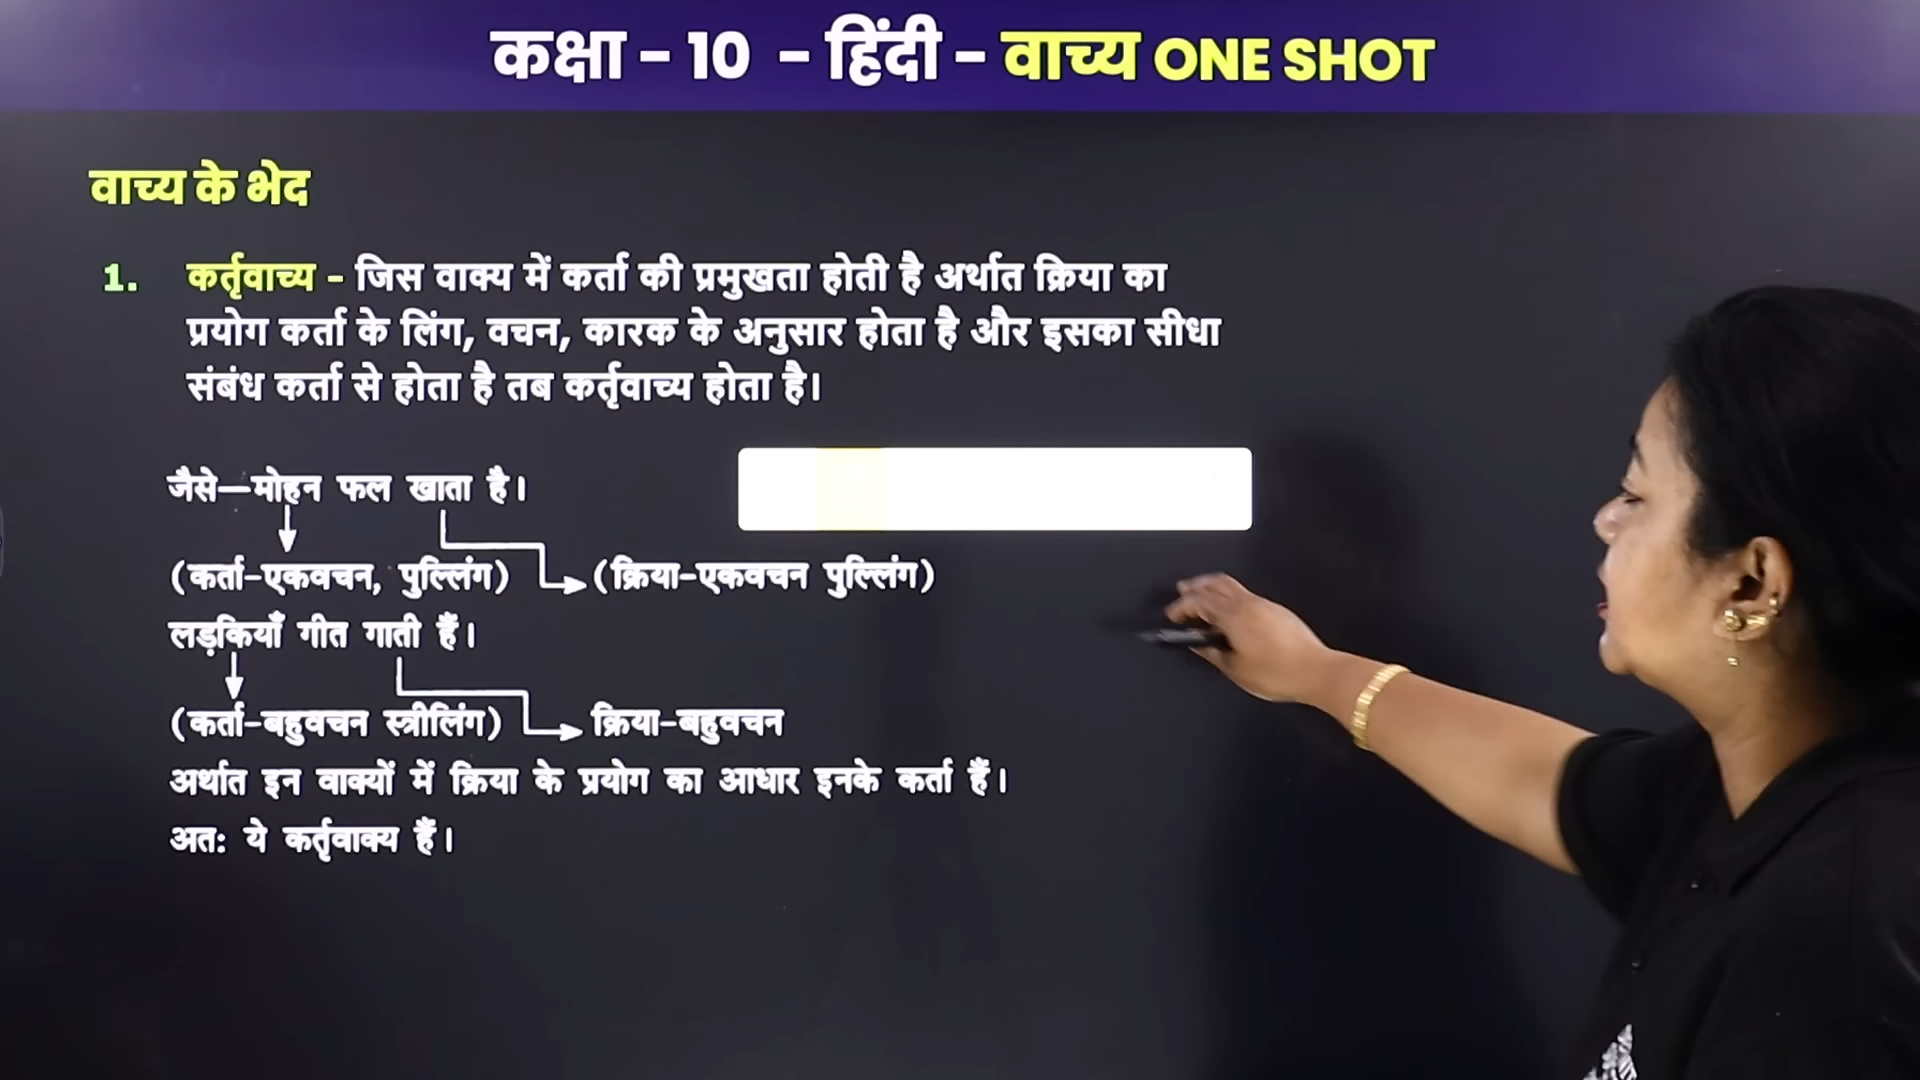 कक्षा - 10 - हिंदी - वाच्य ONE SHOT
वाच्य के भेद
1. कर्तृवाच्य - जिस वाक्य में कर्ता की प्रमुखता होती है अर्थात क्रिया का
प्रयोग कर्ता के लिंग, वचन, कारक के अनुसार होता है और इसका सीधा
संबंध कर्ता से होता है तब कर्तृवाच्य होता है।
जैसे—मोहन फल खाता है।
(कर्ता-एकवचन, पुल्लिंग) (क्रिया-एकवचन पुल्लिंग)
लड़कियाँ गीत गाती हैं।
(कर्ता-बहुवचन स्त्रीलिंग) क्रिया-बहुवचन
अर्थात इन वाक्यों में क्रिया के प्रयोग का आधार इनके कर्ता हैं।
अतः ये कर्तृवाक्य हैं।